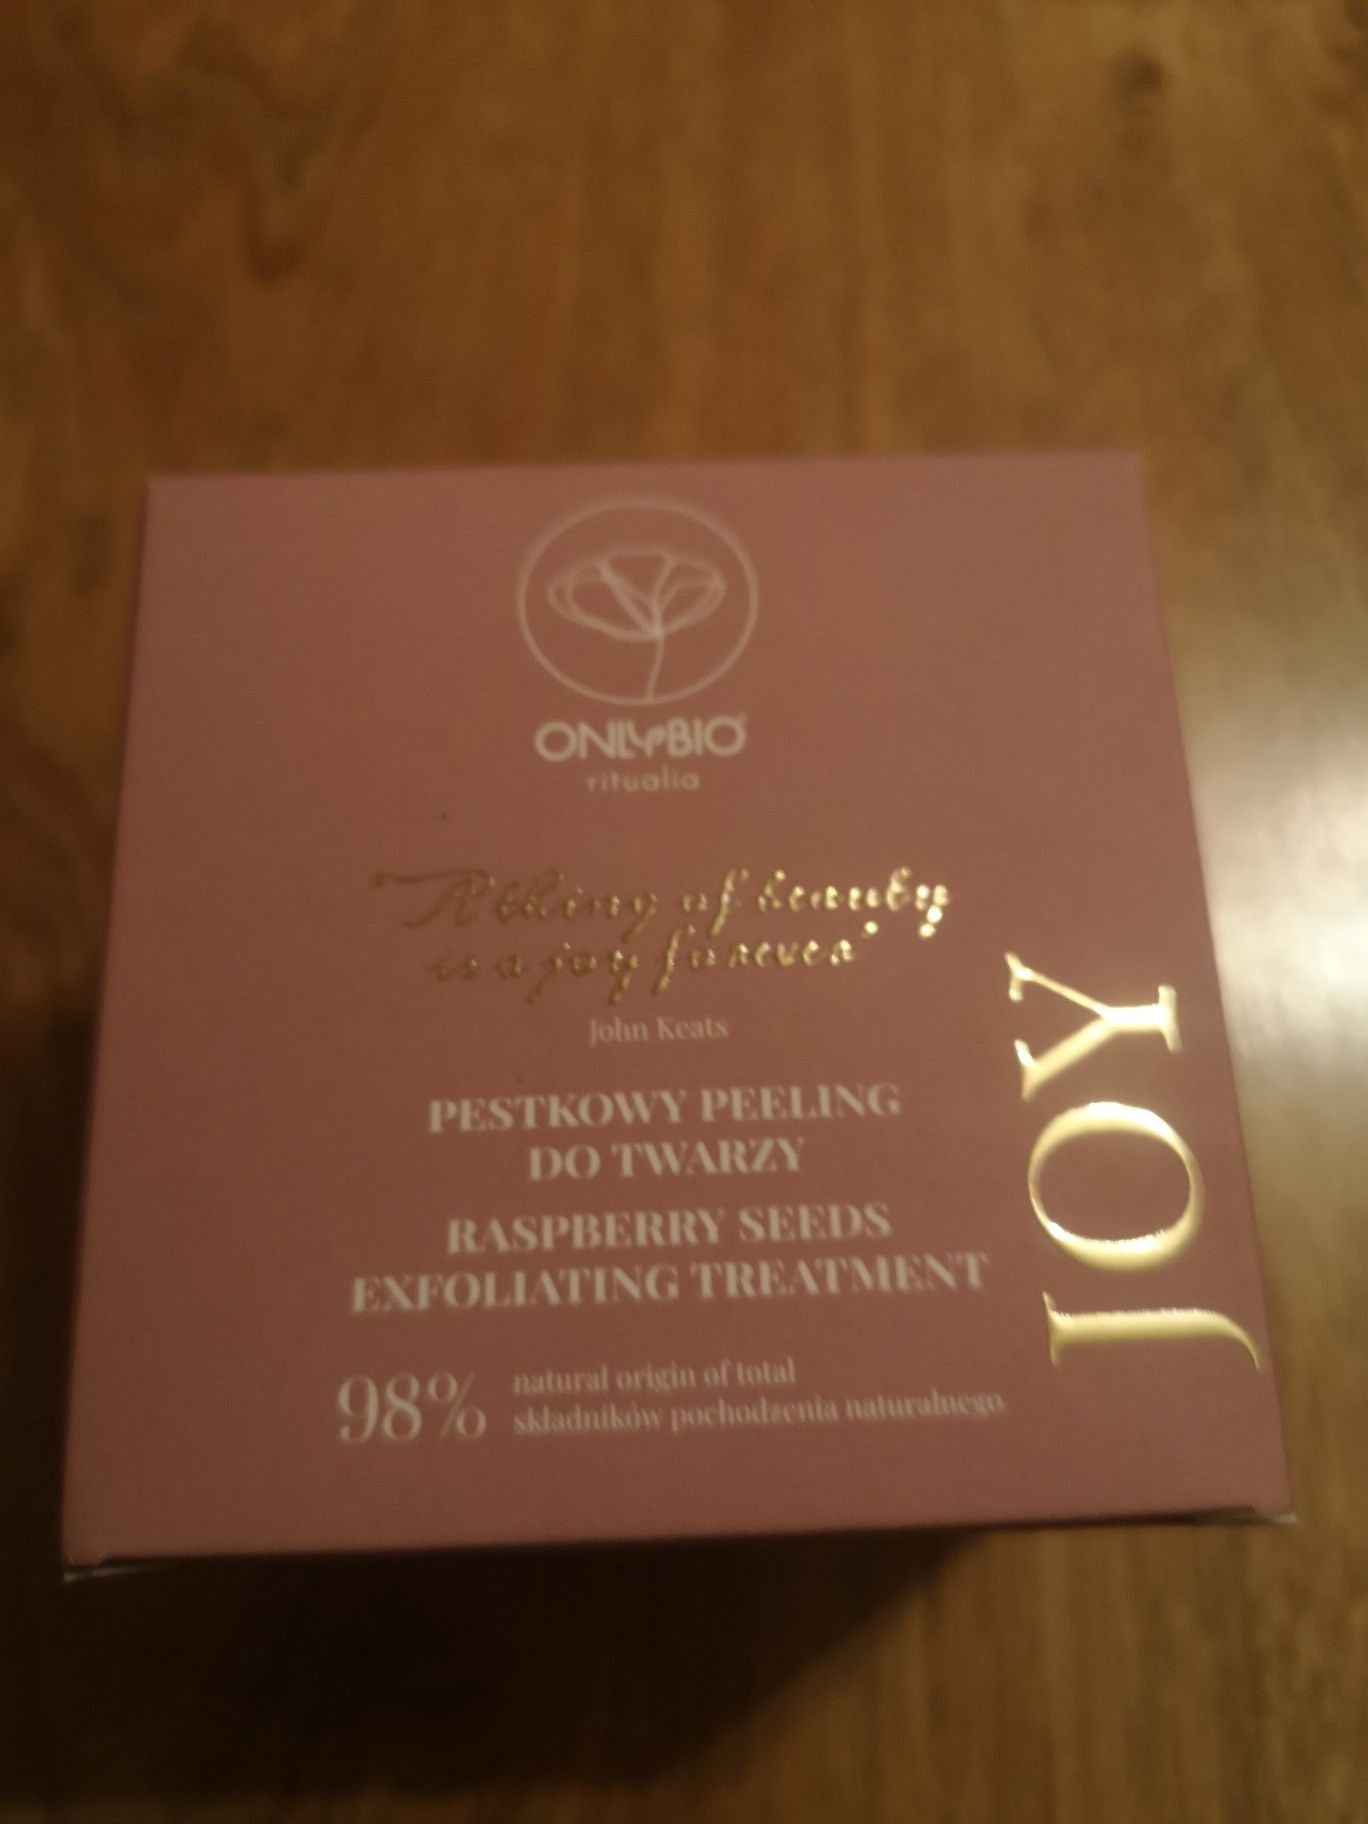 ONLYBIO
ritualia
"A thing of beauty
is a joy forever"
John Keats
PESTKOWY PEELING
DO TWARZY
RASPBERRY SEEDS
EXFOLIATING TREATMENT
98%
natural origin of total
składników pochodzenia naturalnego
JOY